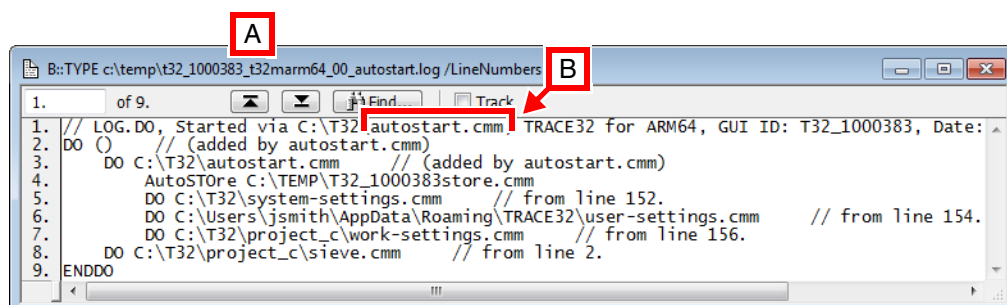 A
B::TYPE c:\temp\t32_1000383_t32marm64_00_autostart.log /LineNumbers
B
1. of 9. Find... Track
1. // LOG.DO, Started via C:\T32\autostart.cmm, TRACE32 for ARM64, GUI ID: T32_1000383, Date:
2. DO () // (added by autostart.cmm)
3. DO C:\T32\autostart.cmm // (added by autostart.cmm)
4. AutoSTOre C:\TEMP\T32_1000383store.cmm
5. DO C:\T32\system-settings.cmm // from line 152.
6. DO C:\Users\jsmith\AppData\Roaming\TRACE32\user-settings.cmm // from line 154.
7. DO C:\T32\project_c\work-settings.cmm // from line 156.
8. DO C:\T32\project_c\sieve.cmm // from line 2.
9. ENDDO